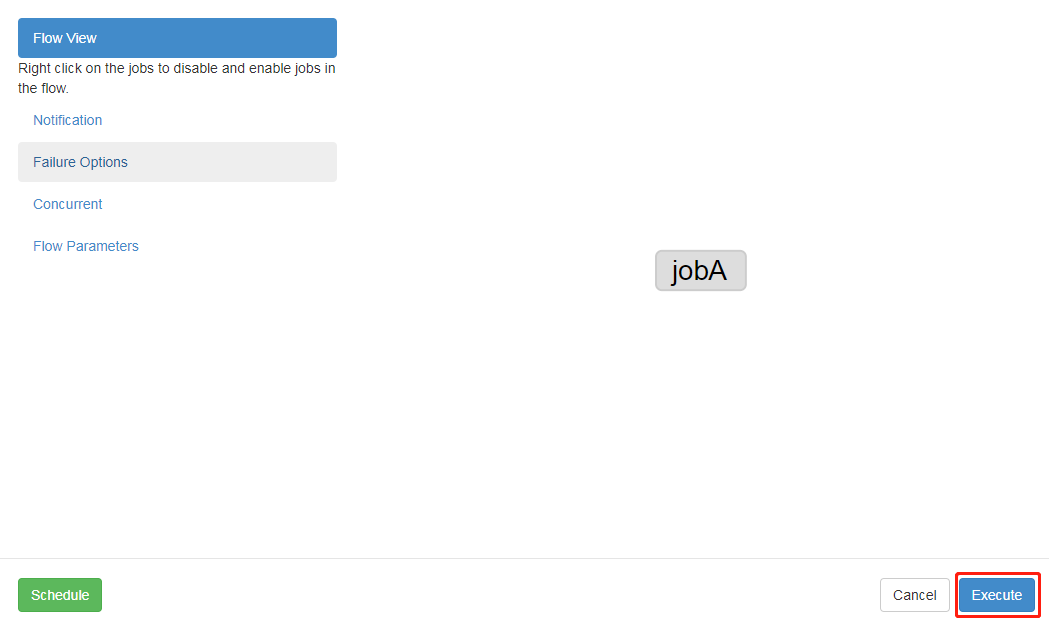 Flow View
Right click on the jobs to disable and enable jobs in
the flow.
Notification
Failure Options
Concurrent
Flow Parameters
jobA
Schedule
Cancel
Execute